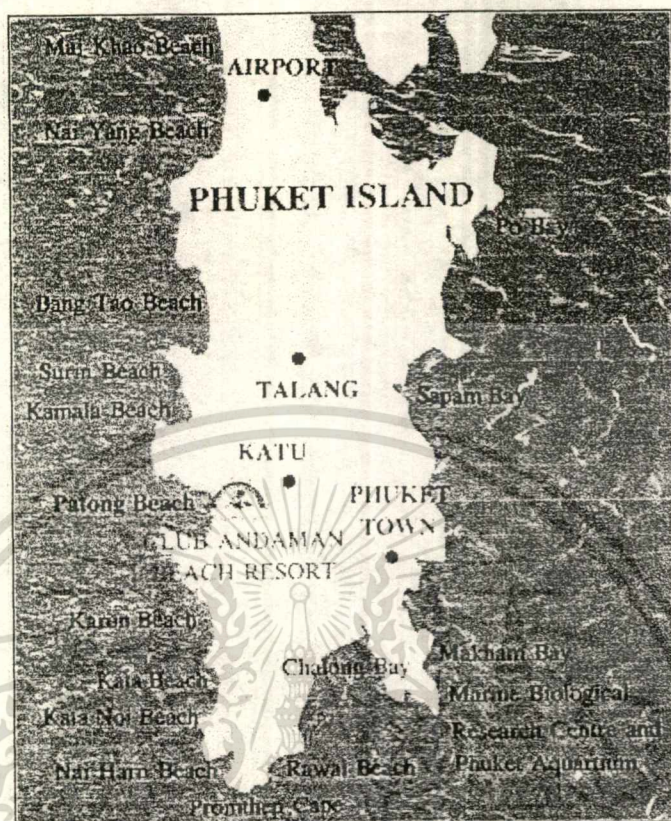 Mai Khao Beach
AIRPORT
Nai Yang Beach
PHUKET ISLAND
Po Bay
Bang Tao Beach
Surin Beach
TALANG
Kamala Beach
Sapam Bay
KATU
Patong Beach
PHUKET
TOWN
CLUB ANDAMAN
BEACH RESORT
Karon Beach
Chalong Bay
Makham Bay
Kata Beach
Marine Biological
Kata Noi Beach
Research Centre and
Nai Harn Beach
Rawai Beach
Phuket Aquarium
Promthep Cape